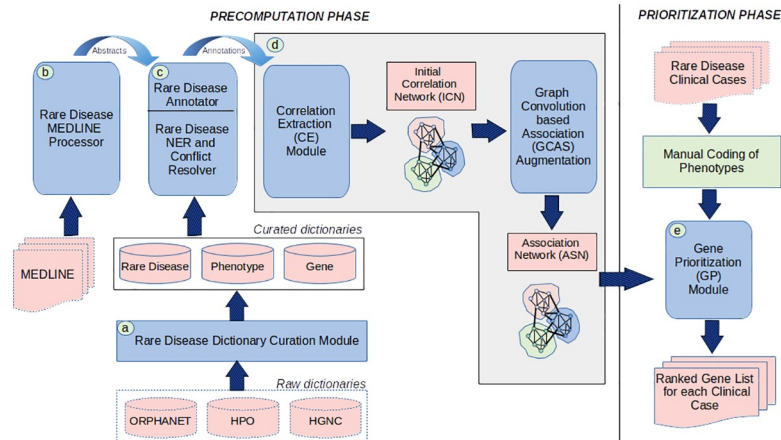 PRECOMPUTATION PHASE
PRIORITIZATION PHASE
Abstracts
Annotations
b
Rare Disease
MEDLINE
Processor
c
Rare Disease
Annotator
Rare Disease
NER and
Conflict
Resolver
d
Correlation
Extraction
(CE)
Module
Initial
Correlation
Network (ICN)
Graph
Convolution
based
Association
(GCAS)
Augmentation
Association
Network (ASN)
MEDLINE
Curated dictionaries
Rare Disease
Phenotype
Gene
a
Rare Disease Dictionary Curation Module
Raw dictionaries
ORPHANET
HPO
HGNC
Rare Disease
Clinical Cases
Manual Coding of
Phenotypes
e
Gene
Prioritization
(GP)
Module
Ranked Gene List
for each Clinical
Case